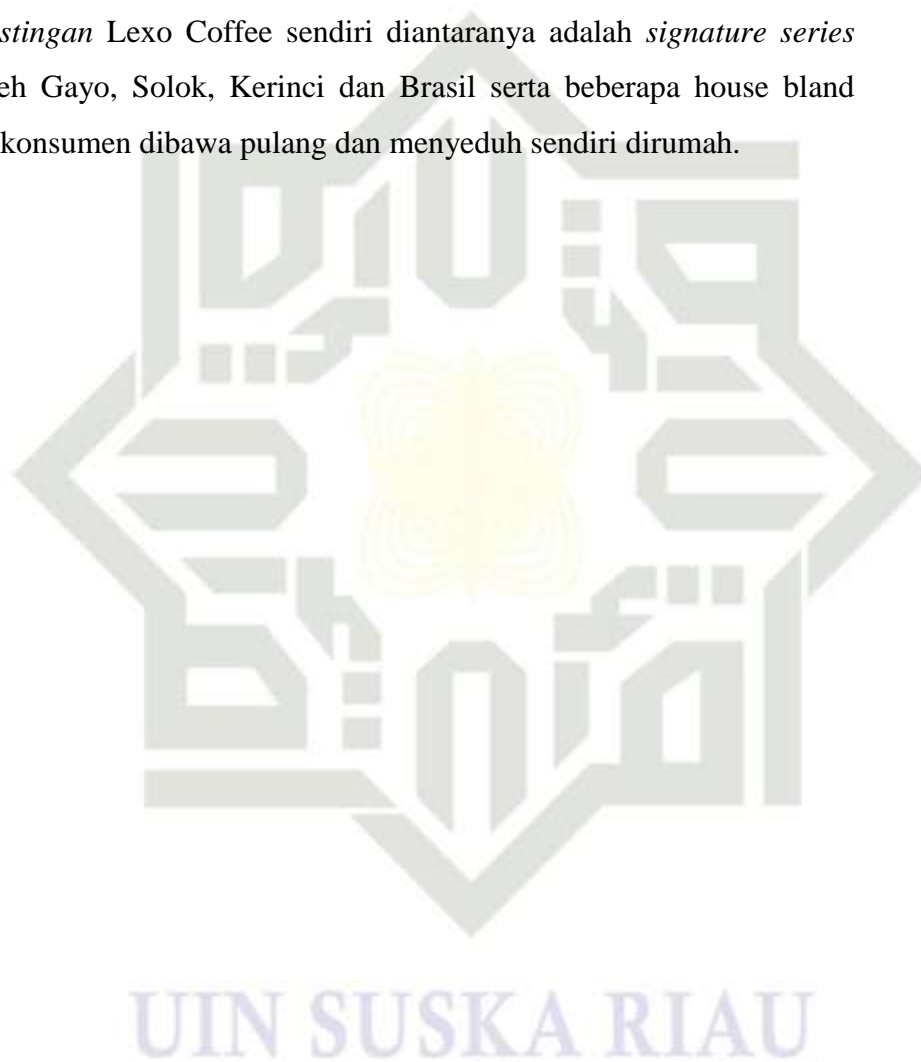 stingan Lexo Coffee sendiri diantaranya adalah signature series
eh Gayo, Solok, Kerinci dan Brasil serta beberapa house bland
konsumen dibawa pulang dan menyeduh sendiri dirumah.
UIN SUSKA RIAU